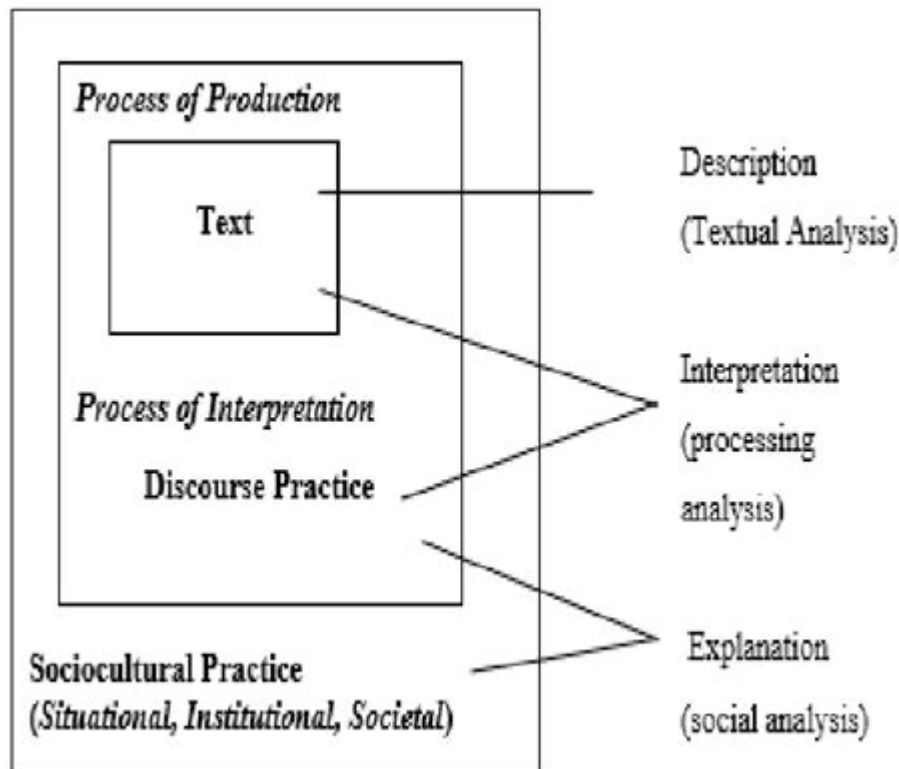 Process of Production
Text
Process of Interpretation
Discourse Practice
Sociocultural Practice
(Situational, Institutional, Societal)
Description
(Textual Analysis)
Interpretation
(processing
analysis)
Explanation
(social analysis)